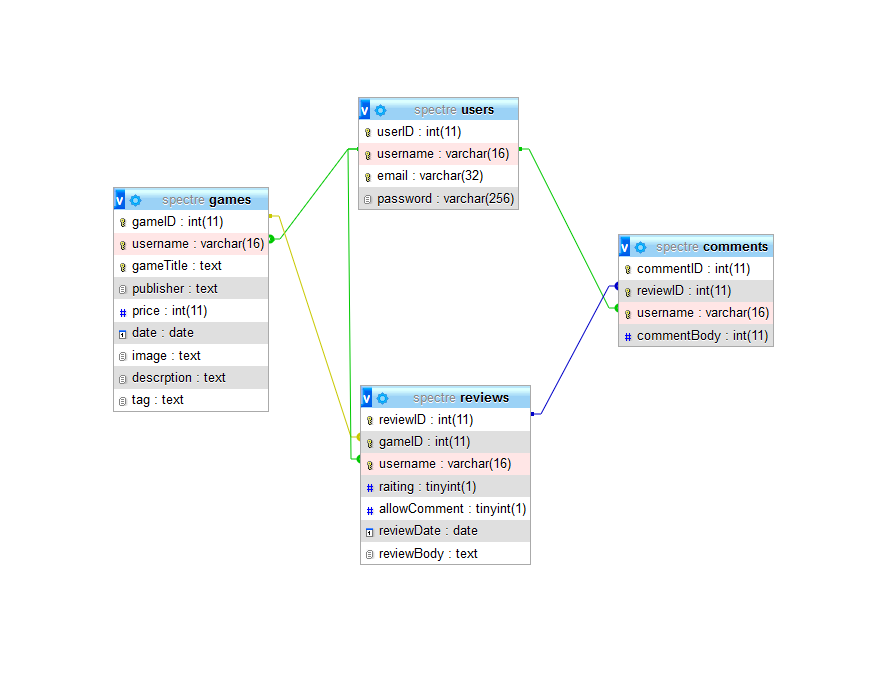 v spectre users
userID : int(11)
username : varchar(16)
email : varchar(32)
password : varchar(256)
v spectre games
gameID : int(11)
username : varchar(16)
gameTitle : text
publisher : text
# price : int(11)
date : date
image : text
descrption : text
tag : text
v spectre comments
commentID : int(11)
reviewID : int(11)
username : varchar(16)
# commentBody : int(11)
v spectre reviews
reviewID : int(11)
gameID : int(11)
username : varchar(16)
# raiting : tinyint(1)
# allowComment : tinyint(1)
reviewDate : date
reviewBody : text